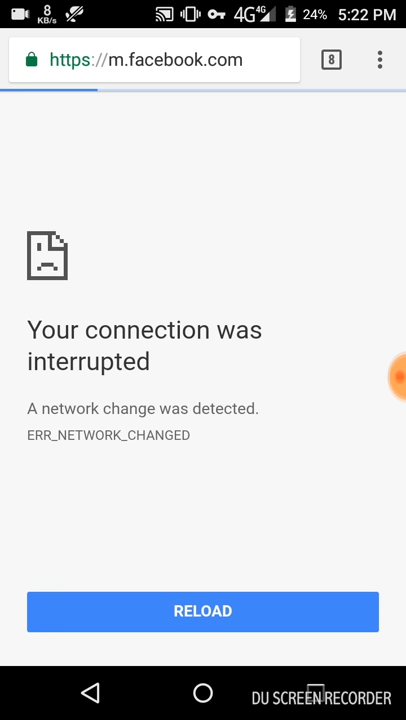 8
KB/s
4G
4G
24%
5:22 PM
https://m.facebook.com
8
Your connection was
interrupted
A network change was detected.
ERR_NETWORK_CHANGED
RELOAD
DU SCREEN RECORDER